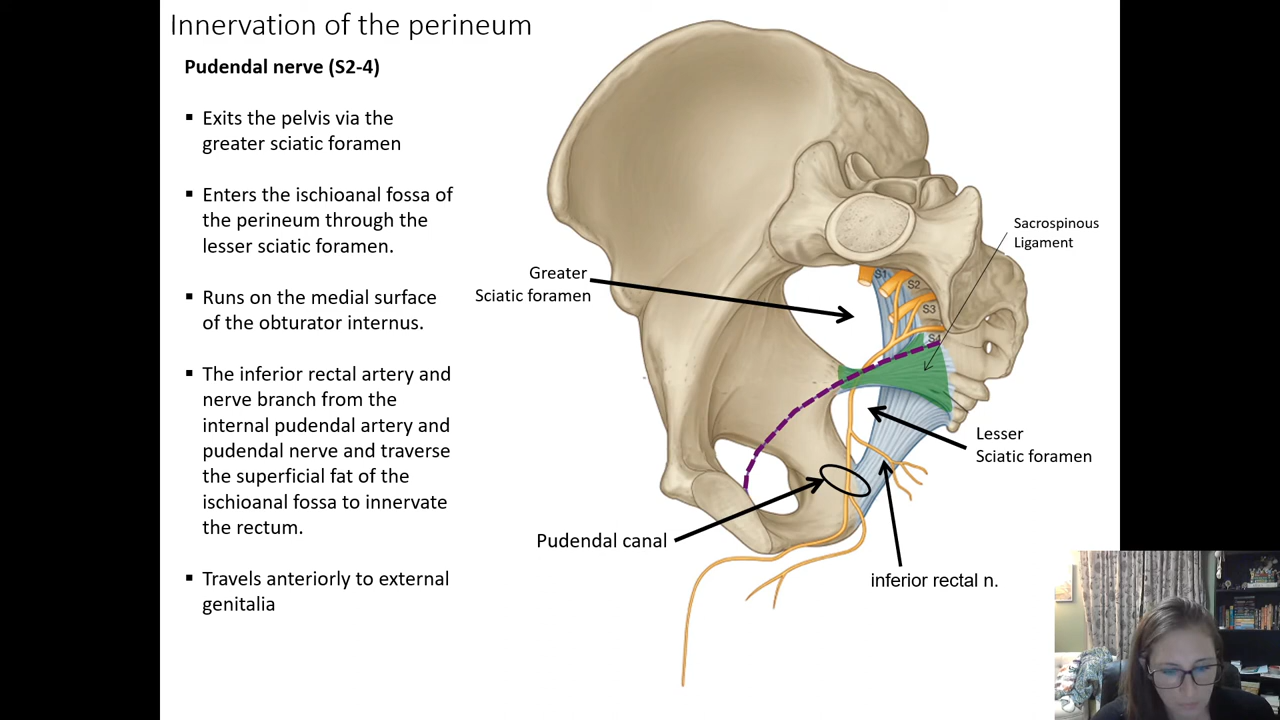 Innervation of the perineum
Pudendal nerve (S2-4)
▪ Exits the pelvis via the
greater sciatic foramen
▪ Enters the ischioanal fossa of
the perineum through the
lesser sciatic foramen.
▪ Runs on the medial surface
of the obturator internus.
▪ The inferior rectal artery and
nerve branch from the
internal pudendal artery and
pudendal nerve and traverse
the superficial fat of the
ischioanal fossa to innervate
the rectum.
▪ Travels anteriorly to external
genitalia
Greater
Sciatic foramen
S1
S2
S3
S4
Sacrospinous
Ligament
Lesser
Sciatic foramen
Pudendal canal
inferior rectal n.